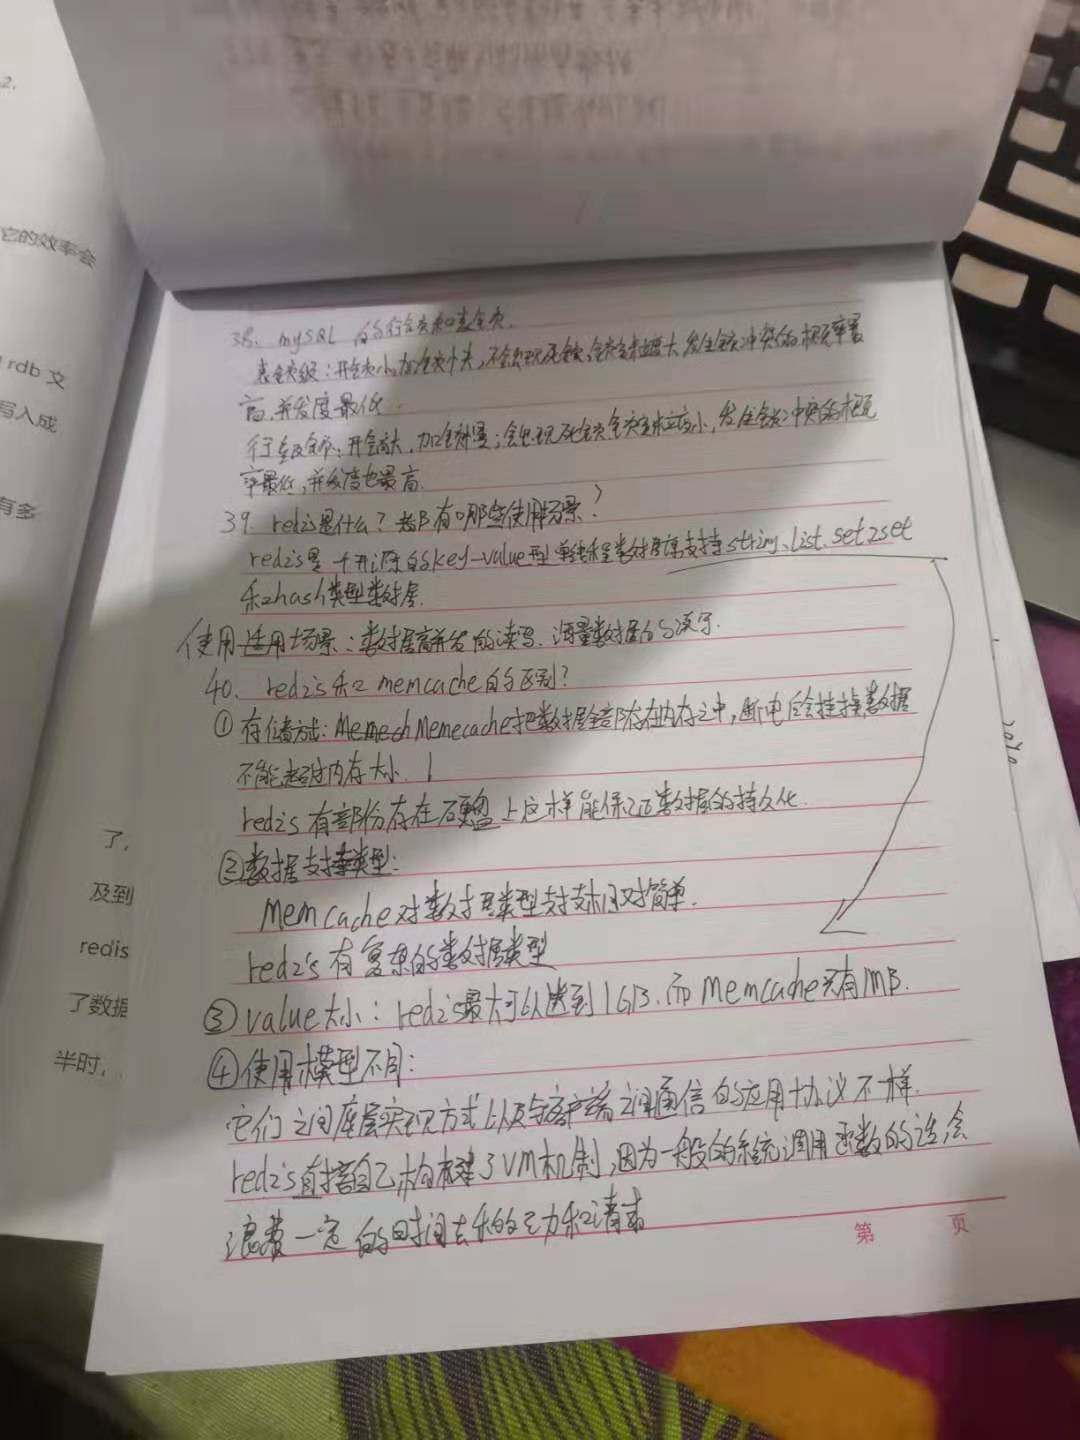 38、mySQL 的行锁和表锁
表锁级：开销小,加锁快,不会出现死锁,锁定粒度大,发生锁冲突的概率最
高,并发度最低.
行级锁：开销大,加锁慢；会出现死锁,锁定粒度小,发生锁冲突的概
率最低,并发度也最高.
39. redis是什么？都有哪些使用场景？
redis是一个开源的key-value型单线程数据库支持string、list、set zset
和hash类型数据.
使用适用场景：数据高并发的读写、海量数据的读写.
40、redis和memcache的区别？
①存储方式：Memech Memecache把数据全部存在内存之中,断电后会挂掉,数据
不能超过内存大小.
redis有部份存在硬盘上这样能保证数据的持久化.
②数据支持类型：
Memcache对数据类型支持相对简单.
redis有复杂的数据类型
③value大小：redis最大可以达到1GB,而Memcache只有MB.
④使用模型不同：
它们之间底层实现方式以及与客户端之间通信的应用协议不一样.
redis直接自己构建了VM机制,因为一般的系统调用函数的话,会
浪费一定的时间去移动和请求
第 页
它的效率会
rdb 文
写入成
有多
了,
及到
redis
了数据
半时,